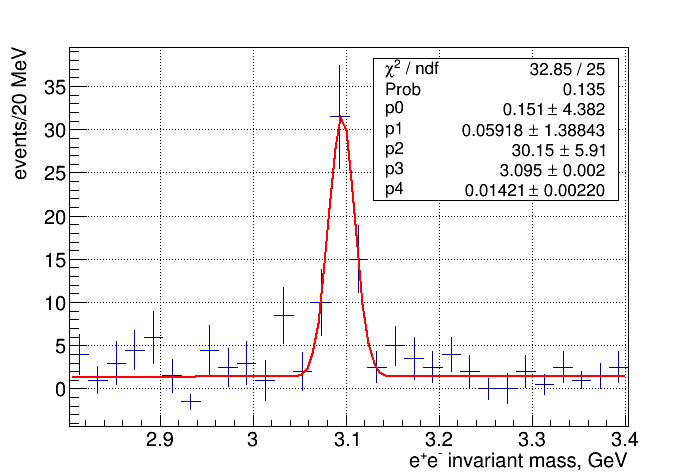 events/20 MeV
35
30
25
20
15
10
5
0
χ² / ndf 32.85 / 25
Prob 0.135
p0 0.151 ± 4.382
p1 0.05918 ± 1.38843
p2 30.15 ± 5.91
p3 3.095 ± 0.002
p4 0.01421 ± 0.00220
2.9 3 3.1 3.2 3.3 3.4
e⁺e⁻ invariant mass, GeV